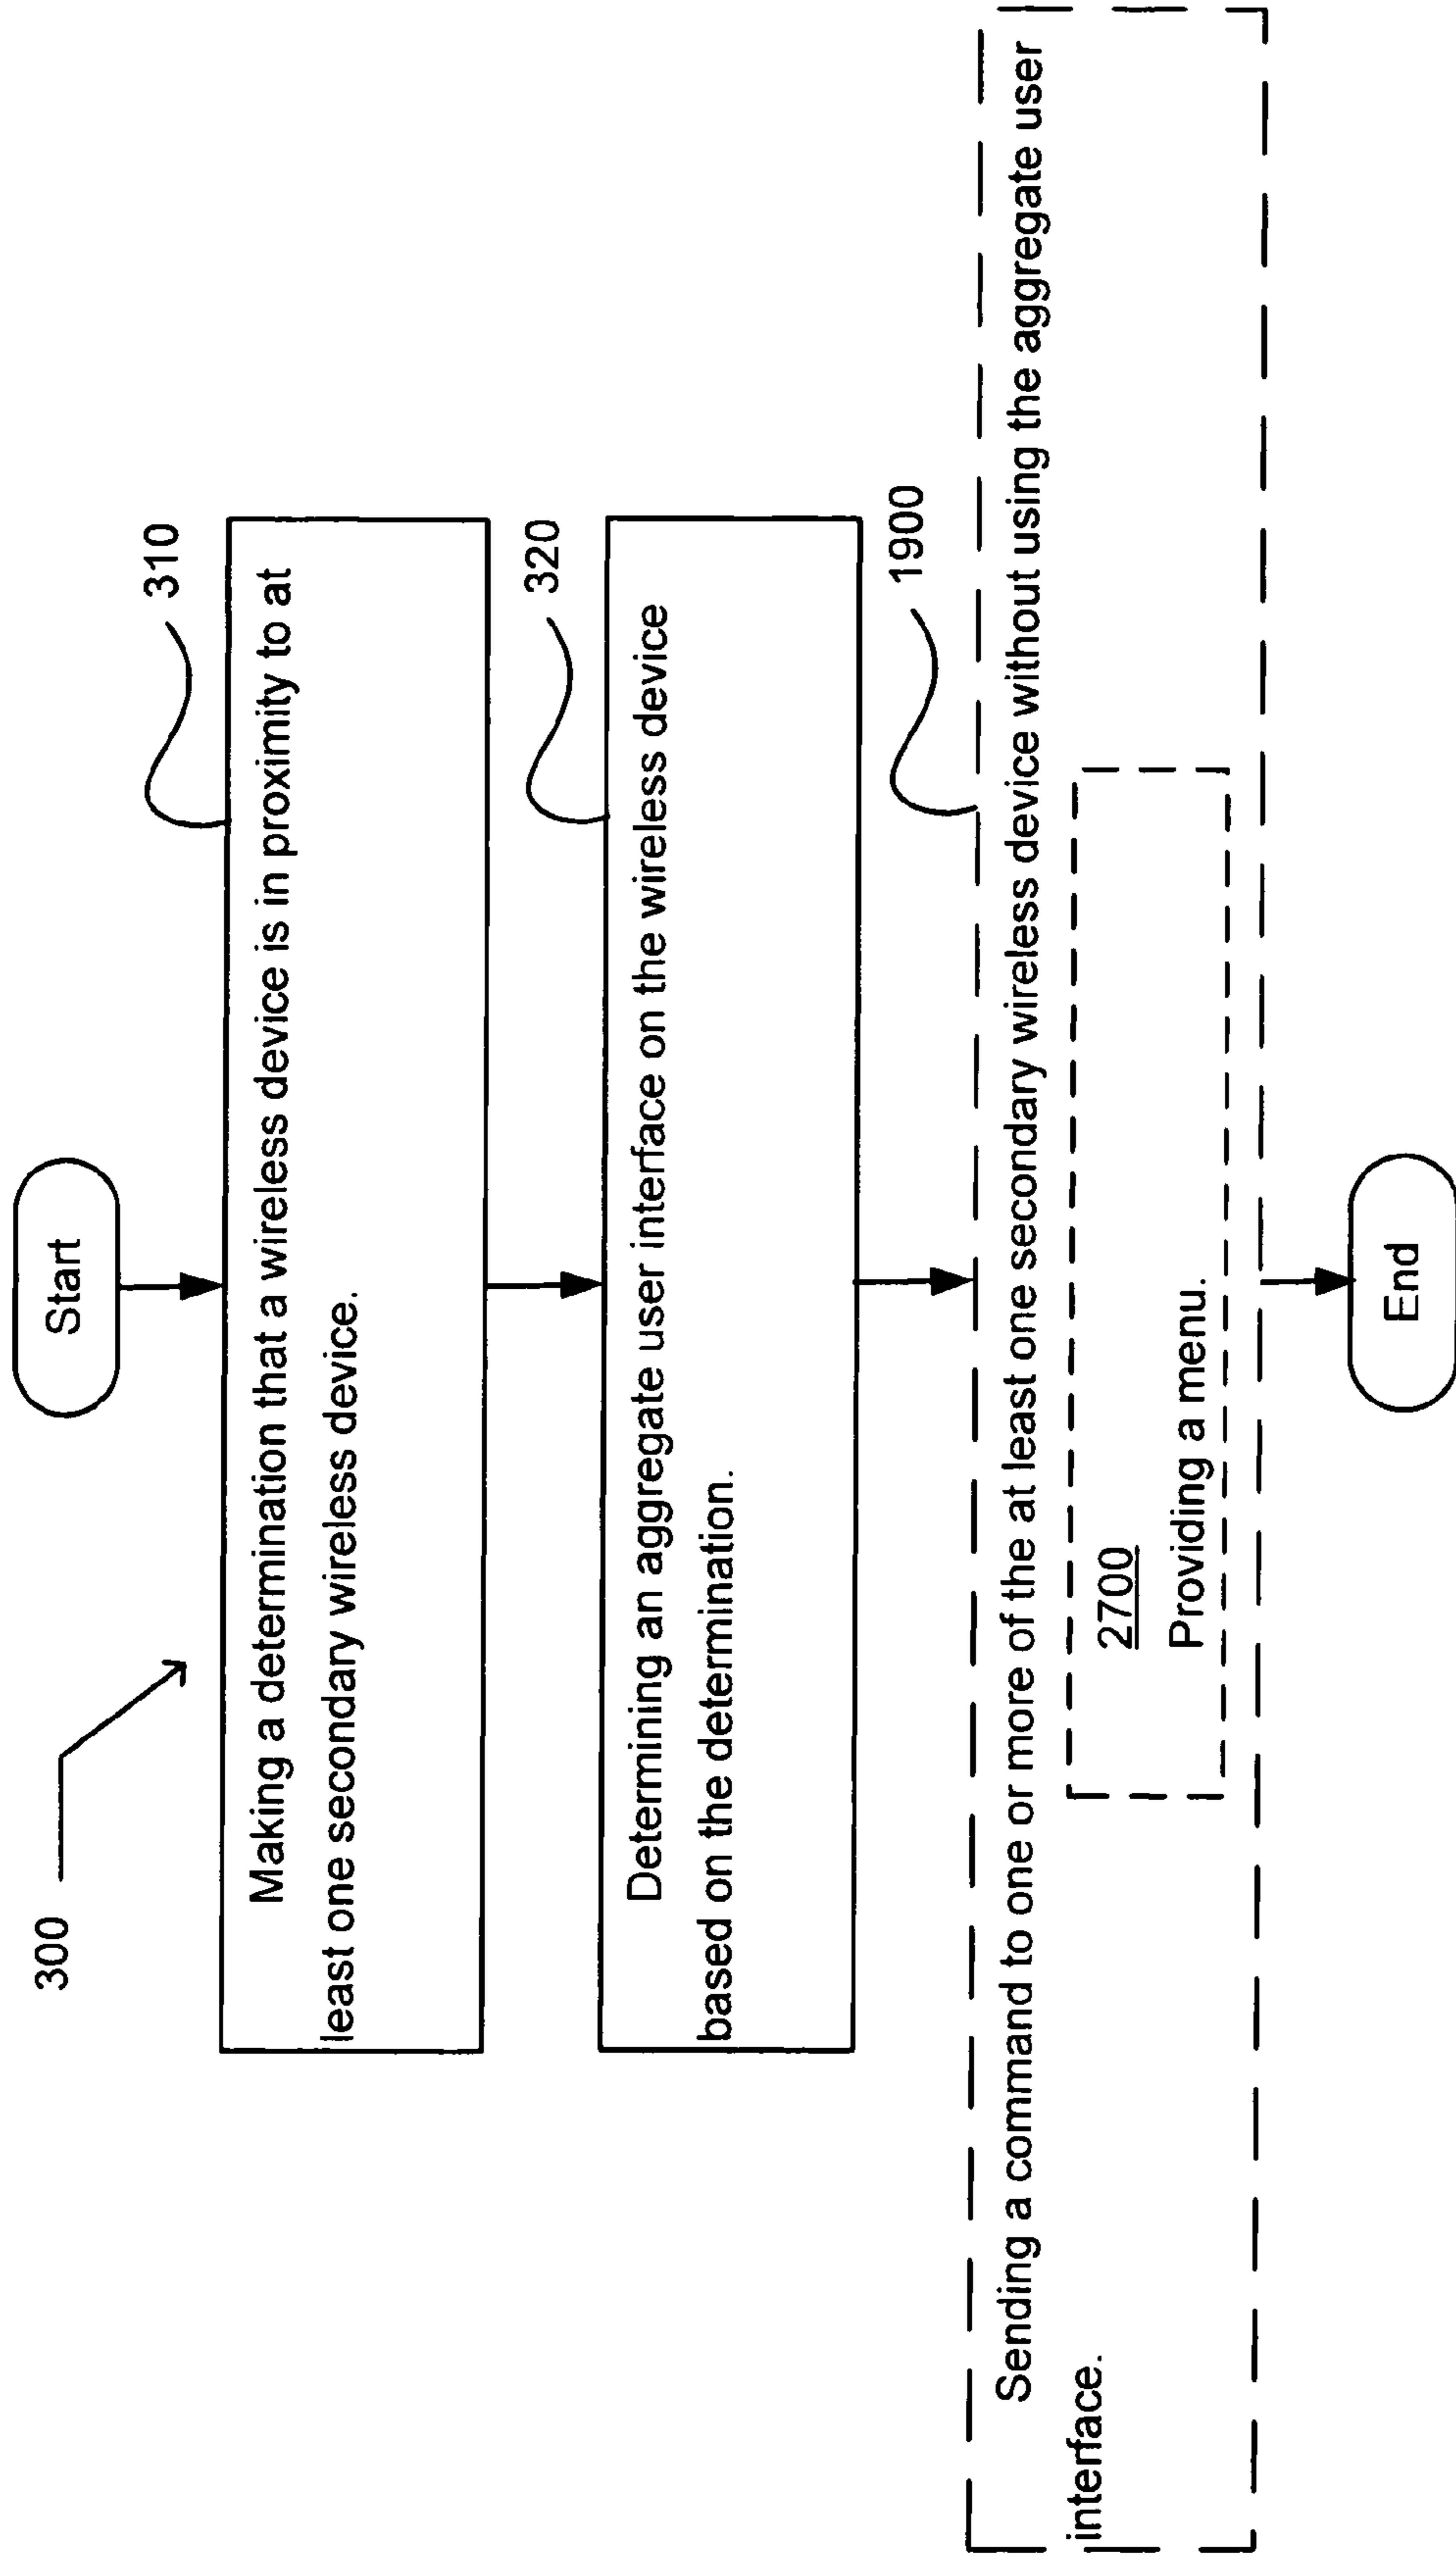 300
Start
310
Making a determination that a wireless device is in proximity to at
least one secondary wireless device.
320
Determining an aggregate user interface on the wireless device
based on the determination.
1900
Sending a command to one or more of the at least one secondary wireless device without using the aggregate user
interface.
2700
Providing a menu.
End